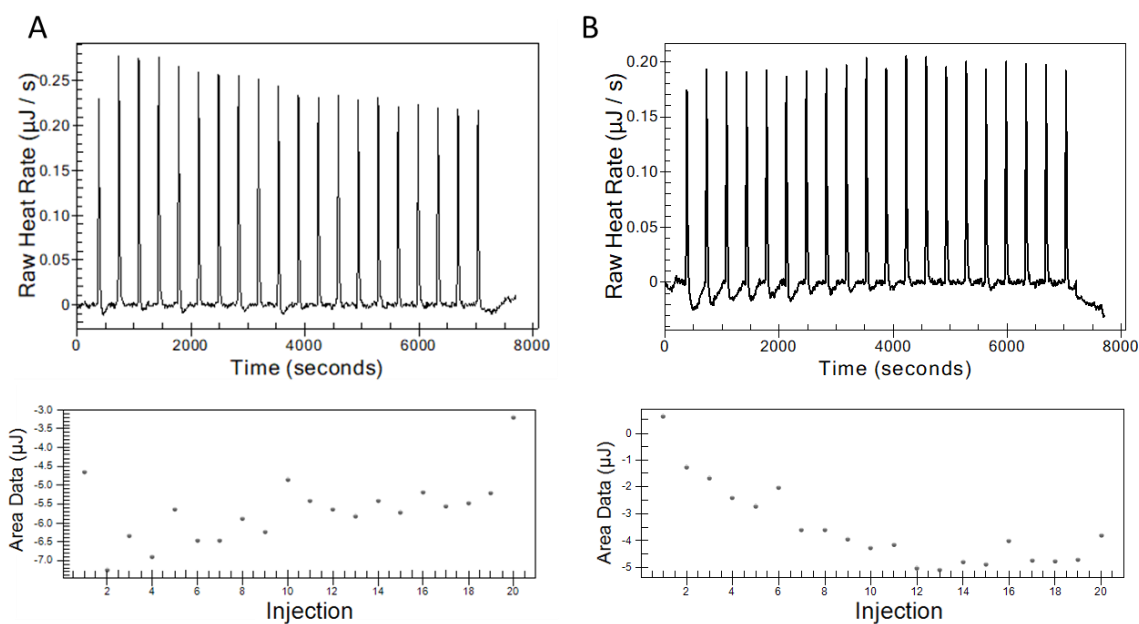 A
Raw Heat Rate (µJ / s)
0.25
0.20
0.15
0.10
0.05
0
0 2000 4000 6000 8000
Time (seconds)
Area Data (µJ)
-3.0
-3.5
-4.0
-4.5
-5.0
-5.5
-6.0
-6.5
-7.0
2 4 6 8 10 12 14 16 18 20
Injection
B
Raw Heat Rate (µJ / s)
0.20
0.15
0.10
0.05
0
0 2000 4000 6000 8000
Time (seconds)
Area Data (µJ)
0
-1
-2
-3
-4
-5
2 4 6 8 10 12 14 16 18 20
Injection